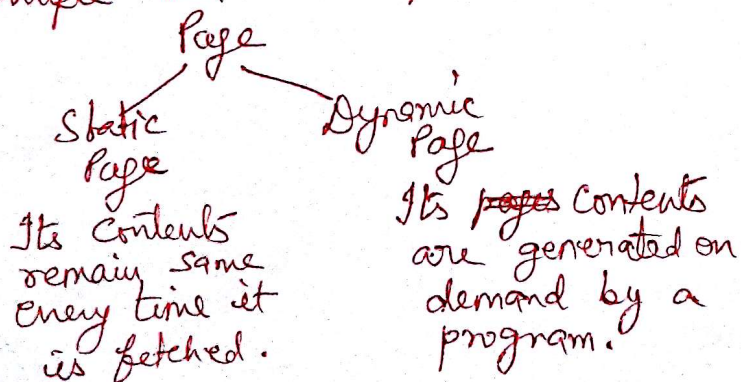 Page
Static
Page
Its Contents
remain same
every time it
is fetched.
Dynamic
Page
Its pages Contents
are generated on
demand by a
program.